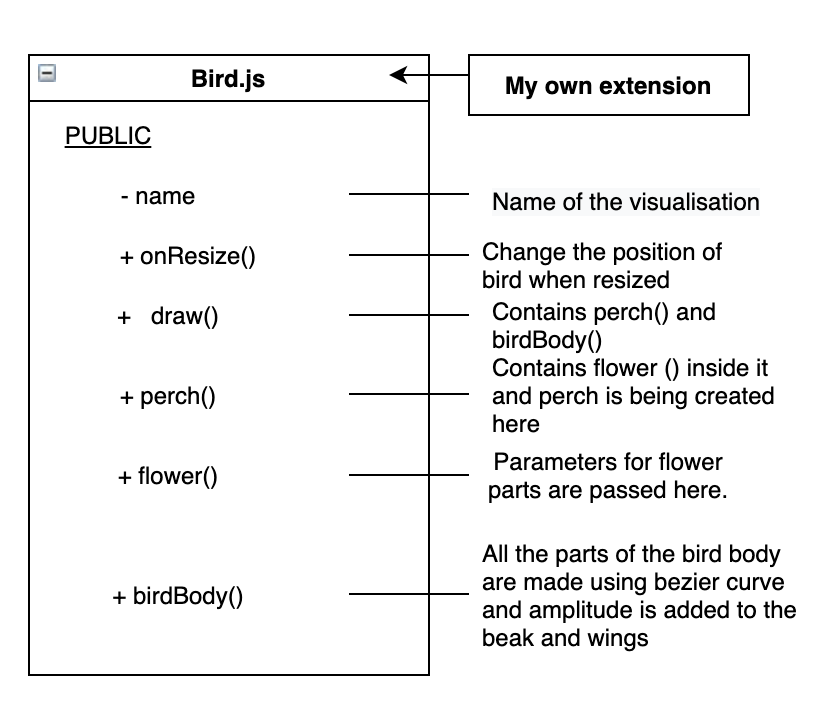 Bird.js
My own extension
PUBLIC
- name
Name of the visualisation
+ onResize()
Change the position of
bird when resized
+ draw()
Contains perch() and
birdBody()
+ perch()
Contains flower () inside it
and perch is being created
here
+ flower()
Parameters for flower
parts are passed here.
+ birdBody()
All the parts of the bird body
are made using bezier curve
and amplitude is added to the
beak and wings